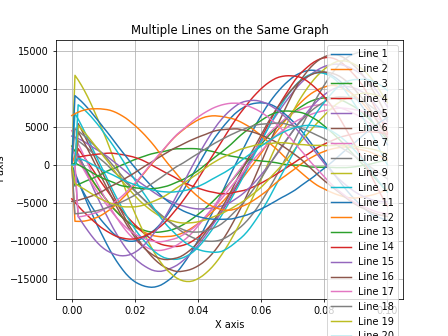 Multiple Lines on the Same Graph
15000
10000
5000
0
−5000
−10000
−15000
0.00
0.02
0.04
0.06
0.08
X axis
Line 1
Line 2
Line 3
Line 4
Line 5
Line 6
Line 7
Line 8
Line 9
Line 10
Line 11
Line 12
Line 13
Line 14
Line 15
Line 16
Line 17
Line 18
Line 19
Line 20